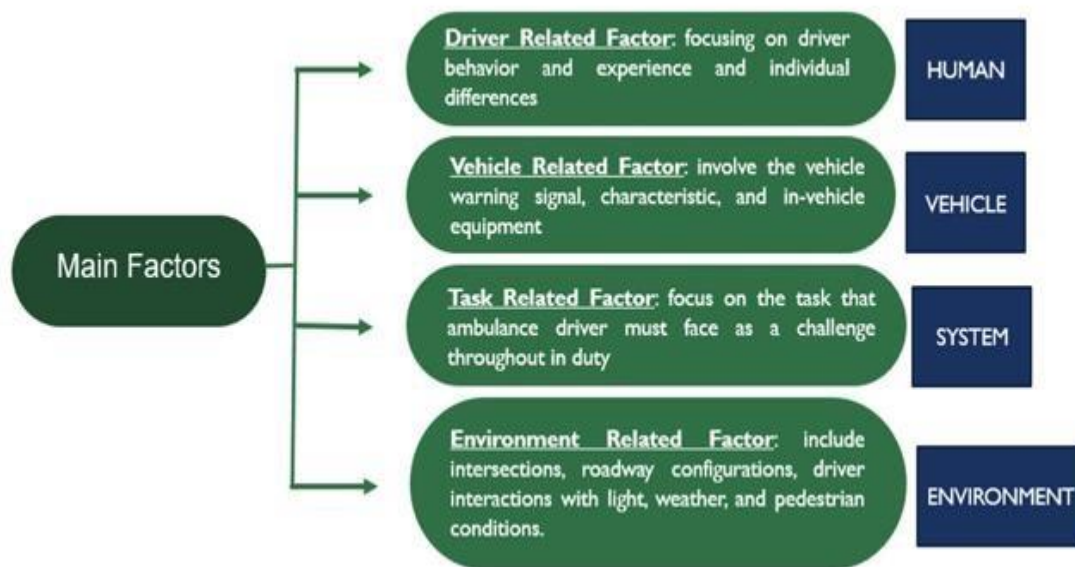 Main Factors
Driver Related Factor: focusing on driver
behavior and experience and individual
differences
HUMAN
Vehicle Related Factor: involve the vehicle
warning signal, characteristic, and in-vehicle
equipment
VEHICLE
Task Related Factor: focus on the task that
ambulance driver must face as a challenge
throughout in duty
SYSTEM
Environment Related Factor: include
intersections, roadway configurations, driver
interactions with light, weather, and pedestrian
conditions.
ENVIRONMENT